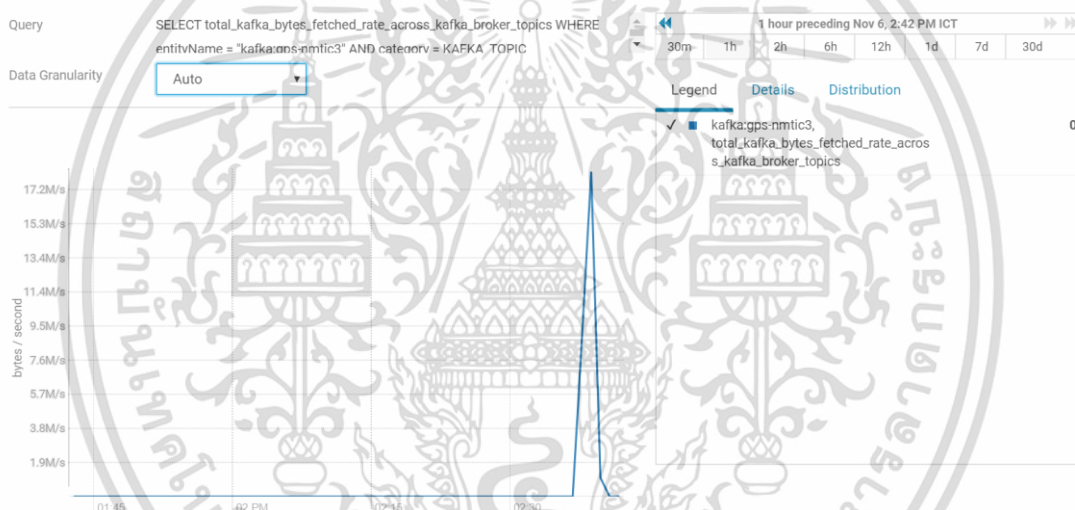 Query
SELECT total_kafka_bytes_fetched_rate_across_kafka_broker_topics WHERE
entityName = "kafka:gps-nmtic3" AND category = KAFKA_TOPIC
Data Granularity
Auto
1 hour preceding Nov 6, 2:42 PM ICT
30m 1h 2h 6h 12h 1d 7d 30d
Legend Details Distribution
kafka:gps-nmtic3,
total_kafka_bytes_fetched_rate_acros
s_kafka_broker_topics
0
bytes / second
17.2M/s
15.3M/s
13.4M/s
11.4M/s
9.5M/s
7.6M/s
5.7M/s
3.8M/s
1.9M/s
01:45 02 PM 02:15 02:30